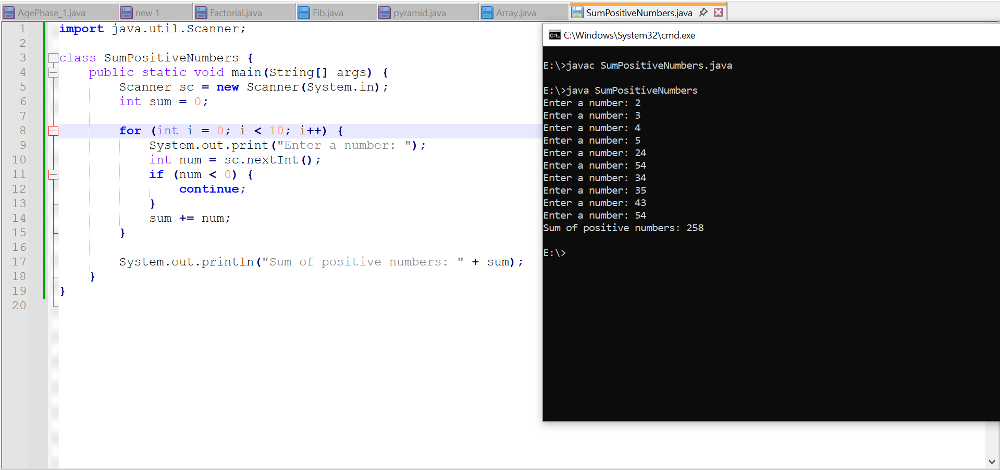 AgePhase_1.java new 1 Factorial.java Fib.java pyramid.java Array.java SumPositiveNumbers.java
1 import java.util.Scanner;
2
3 class SumPositiveNumbers {
4 public static void main(String[] args) {
5 Scanner sc = new Scanner(System.in);
6 int sum = 0;
7
8 for (int i = 0; i < 10; i++) {
9 System.out.print("Enter a number: ");
10 int num = sc.nextInt();
11 if (num < 0) {
12 continue;
13 }
14 sum += num;
15 }
16
17 System.out.println("Sum of positive numbers: " + sum);
18 }
19 }
20
C:\Windows\System32\cmd.exe
E:\>javac SumPositiveNumbers.java
E:\>java SumPositiveNumbers
Enter a number: 2
Enter a number: 3
Enter a number: 4
Enter a number: 5
Enter a number: 24
Enter a number: 54
Enter a number: 34
Enter a number: 35
Enter a number: 43
Enter a number: 54
Sum of positive numbers: 258
E:\>